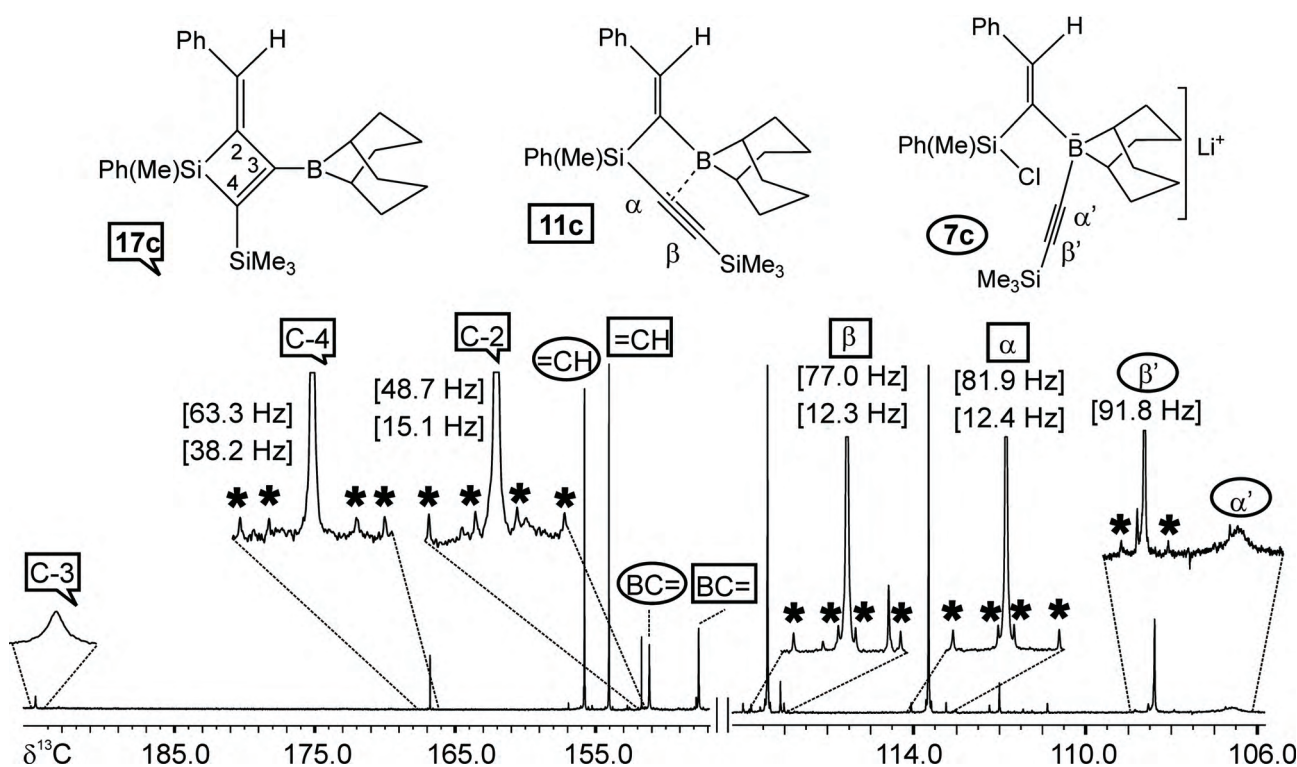 Ph
H
Ph(Me)Si
2
3
4
B
SiMe3
17c
Ph
H
Ph(Me)Si
B
α
β
SiMe3
11c
Ph
H
Ph(Me)Si
Cl
B
-
Li+
α'
β'
Me3Si
7c
C-4
[63.3 Hz]
[38.2 Hz]
* * * *
C-2
[48.7 Hz]
[15.1 Hz]
* * * *
=CH
=CH
β
[77.0 Hz]
[12.3 Hz]
* * * *
α
[81.9 Hz]
[12.4 Hz]
* * * *
β'
[91.8 Hz]
* *
α'
C-3
BC=
BC=
δ13C 185.0 175.0 165.0 155.0 114.0 110.0 106.0